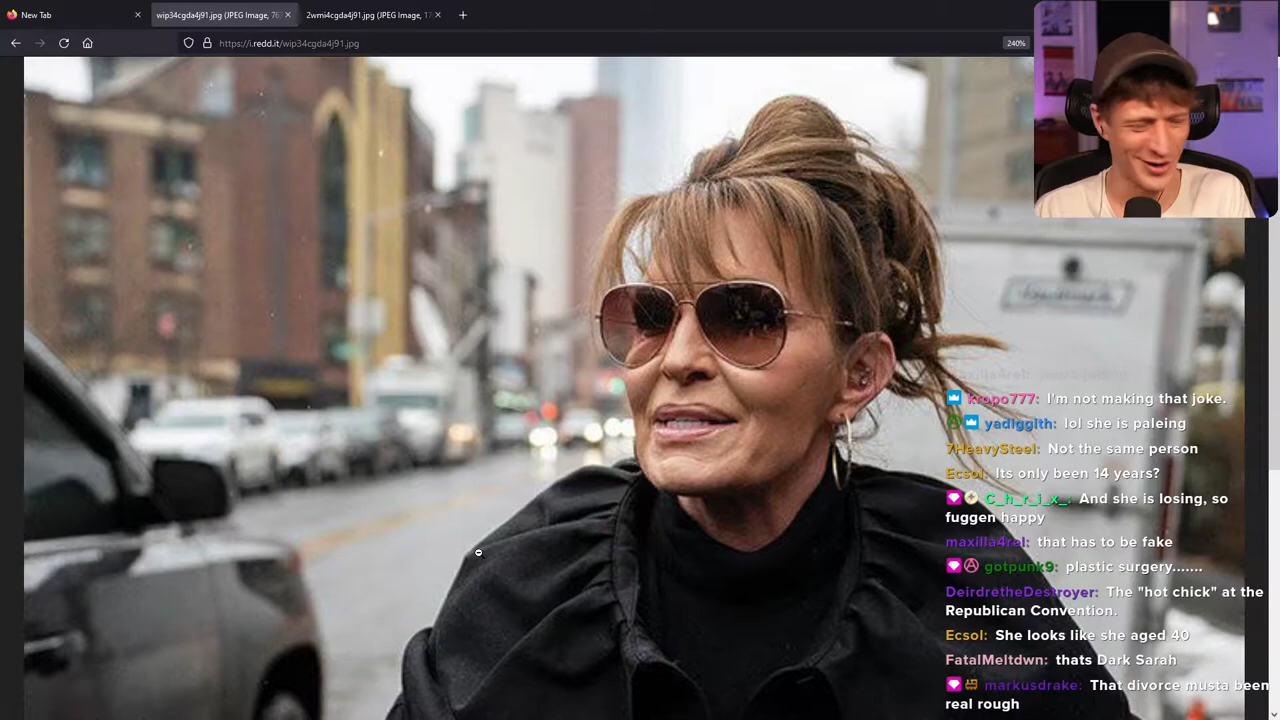 New Tab
wip34cgda4j91.jpg (JPEG Image, 76
2wmi4cgda4j91.jpg (JPEG Image, 17
https://i.redd.it/wip34cgda4j91.jpg
240%
kropo777: I'm not making that joke.
yadIggIth: lol she is paleing
7HeavySteel: Not the same person
Ecsol: Its only been 14 years?
C_h_r_i_x_: And she is losing, so
fuggen happy
maxilla4rel: that has to be fake
gotpunk9: plastic surgery.......
DeirdretheDestroyer: The "hot chick" at the
Republican Convention.
Ecsol: She looks like she aged 40
FatalMeltdwn: thats Dark Sarah
markusdrake: That divorce musta been
real rough